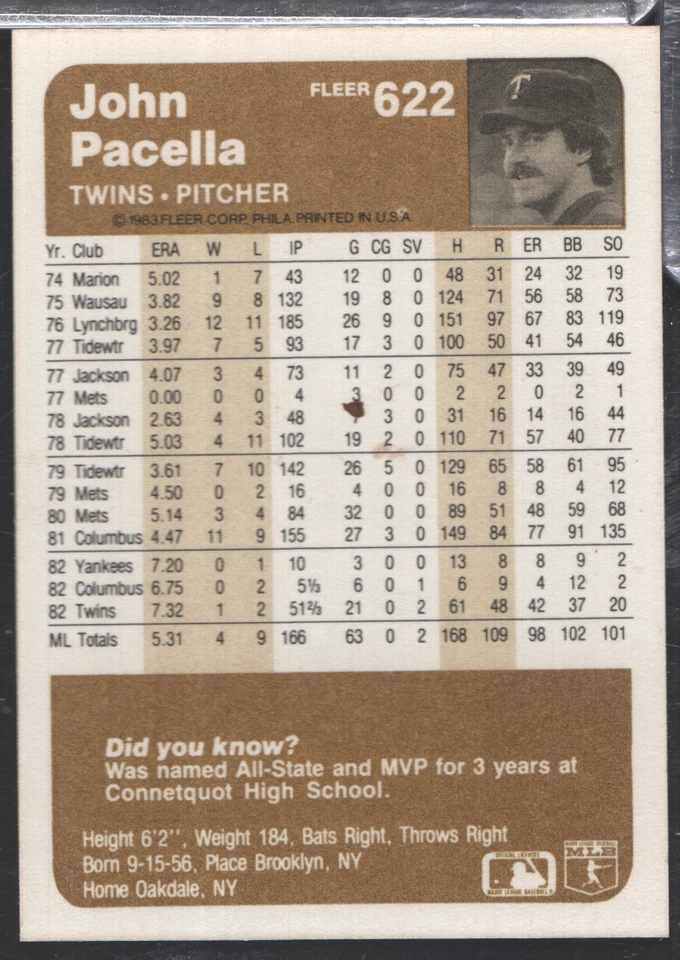 John
Pacella
FLEER 622
T
TWINS • PITCHER
© 1983 FLEER CORP. PHILA. PRINTED IN U.S.A.
Yr. Club ERA W L IP G CG SV H R ER BB SO
74 Marion 5.02 1 7 43 12 0 0 48 31 24 32 19
75 Wausau 3.82 9 8 132 19 8 0 124 71 56 58 73
76 Lynchbrg 3.26 12 11 185 26 9 0 151 97 67 83 119
77 Tidewtr 3.97 7 5 93 17 3 0 100 50 41 54 46
77 Jackson 4.07 3 4 73 11 2 0 75 47 33 39 49
77 Mets 0.00 0 0 4 3 0 0 2 2 0 2 1
78 Jackson 2.63 4 3 48 3 0 31 16 14 16 44
78 Tidewtr 5.03 4 11 102 19 2 0 110 71 57 40 77
79 Tidewtr 3.61 7 10 142 26 5 0 129 65 58 61 95
79 Mets 4.50 0 2 16 4 0 0 16 8 8 4 12
80 Mets 5.14 3 4 84 32 0 0 89 51 48 59 68
81 Columbus 4.47 11 9 155 27 3 0 149 84 77 91 135
82 Yankees 7.20 0 1 10 3 0 0 13 8 8 9 2
82 Columbus 6.75 0 2 5⅓ 6 0 1 6 9 4 12 2
82 Twins 7.32 1 2 51⅔ 21 0 2 61 48 42 37 20
ML Totals 5.31 4 9 166 63 0 2 168 109 98 102 101
Did you know?
Was named All-State and MVP for 3 years at
Connetquot High School.
Height 6'2'', Weight 184, Bats Right, Throws Right
Born 9-15-56, Place Brooklyn, NY
Home Oakdale, NY
OFFICIAL LICENSEE
MAJOR LEAGUE BASEBALL
MAJOR LEAGUE BASEBALL
MLB